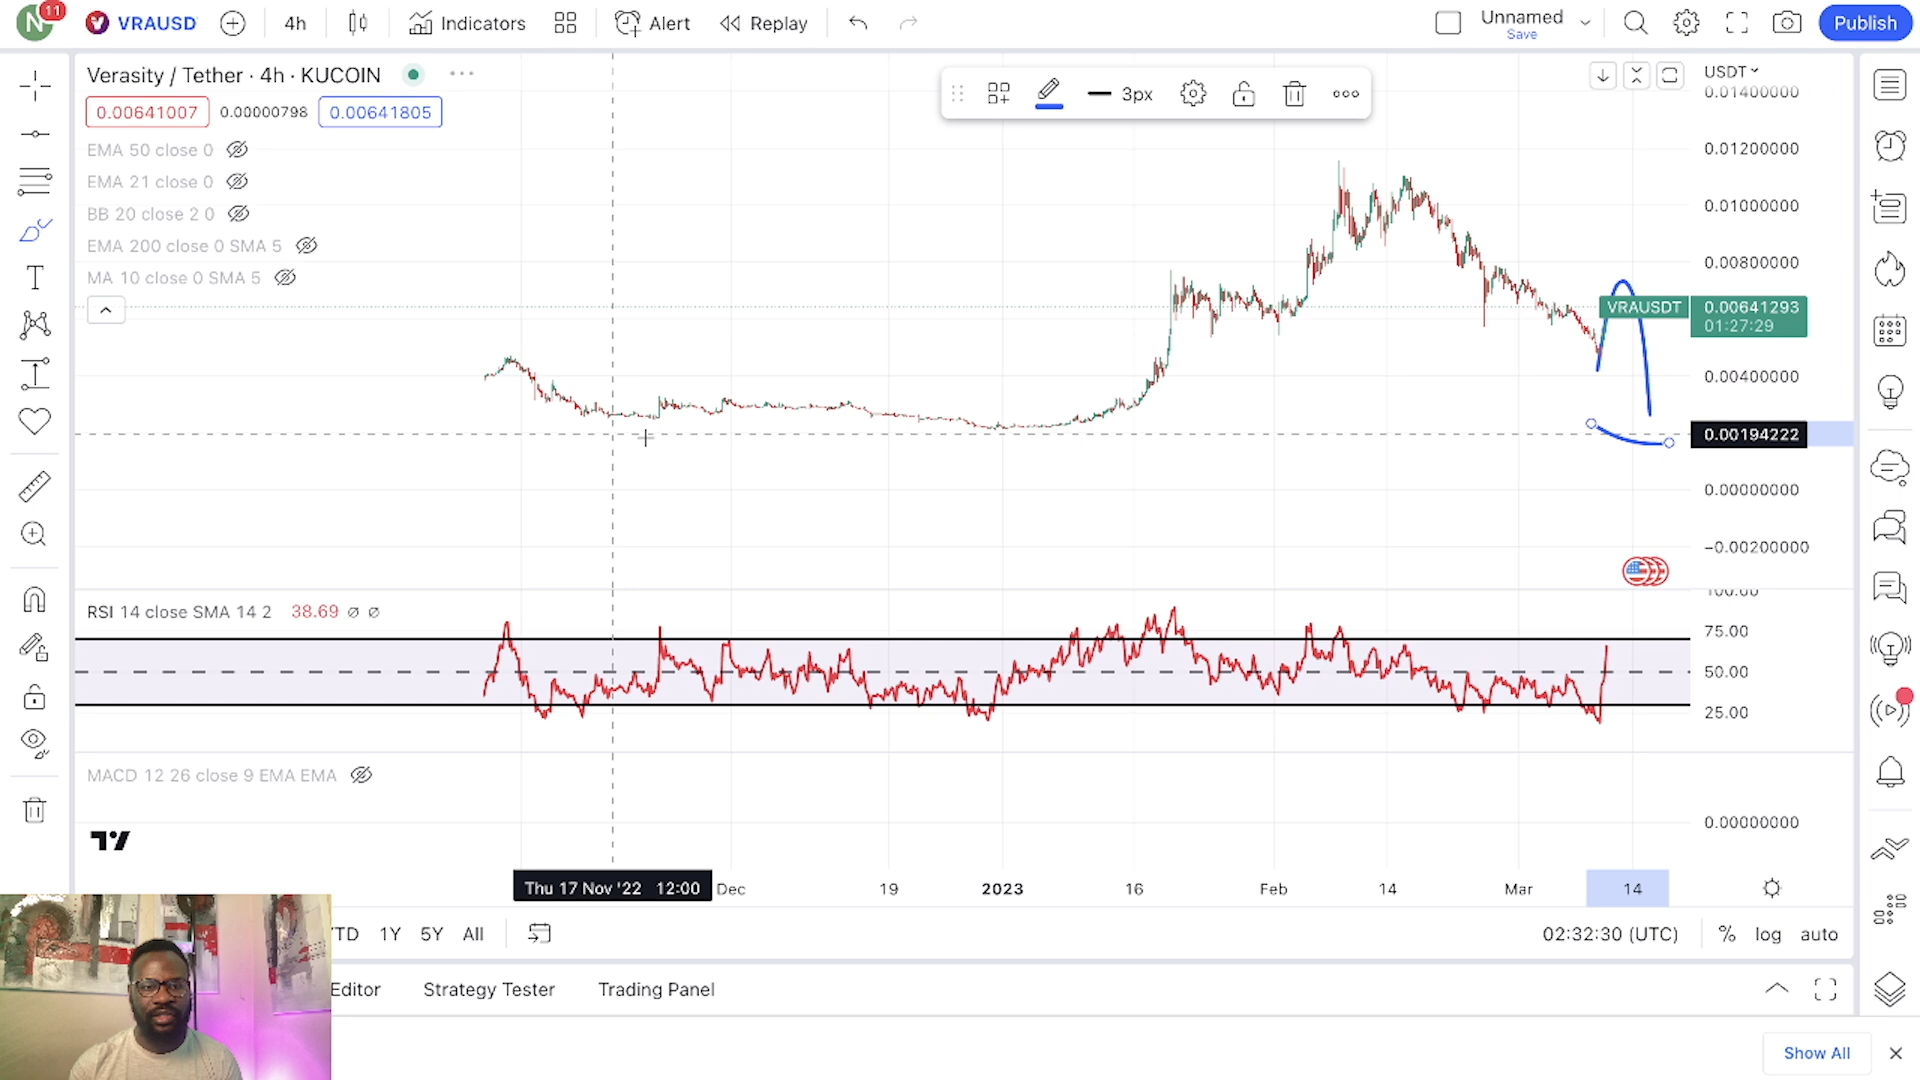 N 11 VRAUSD 4h Indicators Alert Replay Unnamed Publish
Save
Verasity / Tether · 4h · KUCOIN
0.00641007 0.00000798 0.00641805
EMA 50 close 0
EMA 21 close 0
BB 20 close 2 0
EMA 200 close 0 SMA 5
MA 10 close 0 SMA 5
3px
USDT
0.01400000
0.01200000
0.01000000
0.00800000
VRAUSDT 0.00641293
01:27:29
0.00400000
0.00194222
0.00000000
−0.00200000
RSI 14 close SMA 14 2 38.69 ∅ ∅
100.00
75.00
50.00
25.00
MACD 12 26 close 9 EMA EMA
0.00000000
Thu 17 Nov '22 12:00 Dec 19 2023 16 Feb 14 Mar 14
TD 1Y 5Y All 02:32:30 (UTC) % log auto
Editor Strategy Tester Trading Panel
Show All